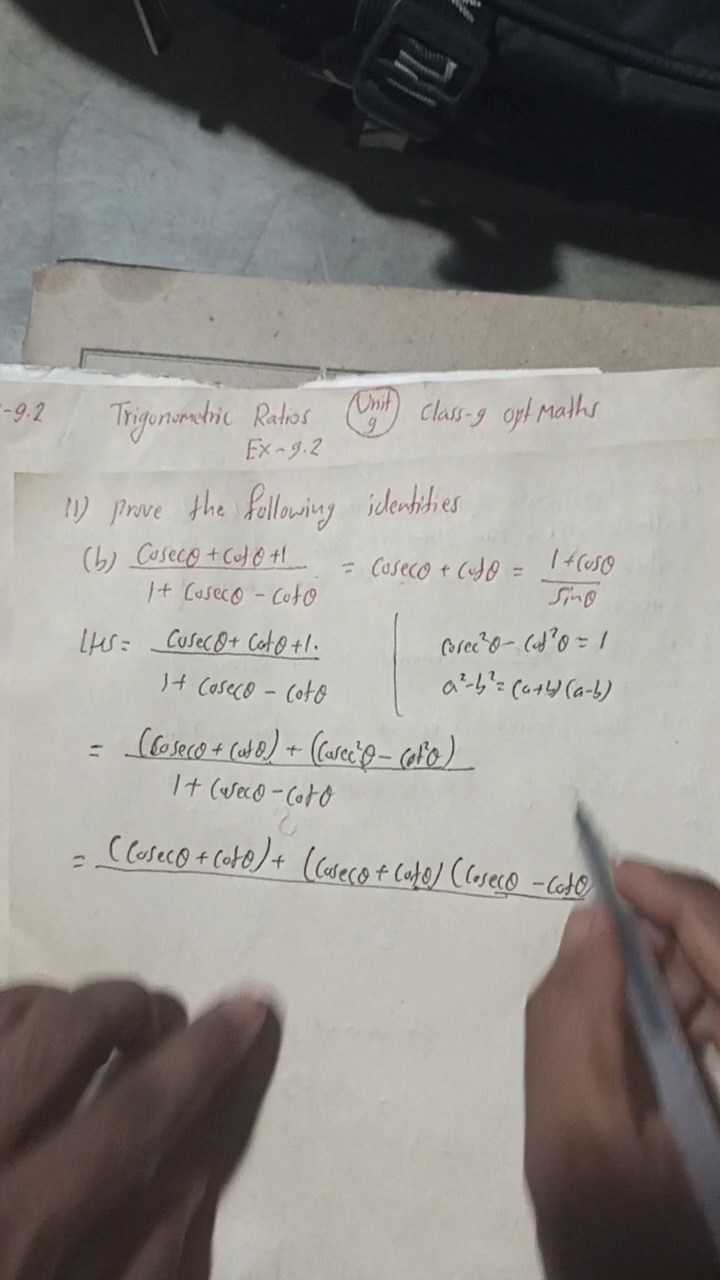 -9.2 Trigonometric Ratios Unit 9 Class-9 opt Maths
Ex-9.2
11) prove the following identities
(b) Cosecθ + Cotθ + 1 / 1 + Cosecθ - Cotθ = Cosecθ + Cotθ = 1 + Cosθ / Sinθ
LHS = Cosecθ + Cotθ + 1. / 1 + Cosecθ - Cotθ
cosec²θ - Cot²θ = 1
a²-b² = (a+b)(a-b)
= (Cosecθ + Cotθ) + (Cosec²θ - Cot²θ) / 1 + Cosecθ - Cotθ
= (Cosecθ + Cotθ) + (Cosecθ + Cotθ) (Cosecθ - Cotθ